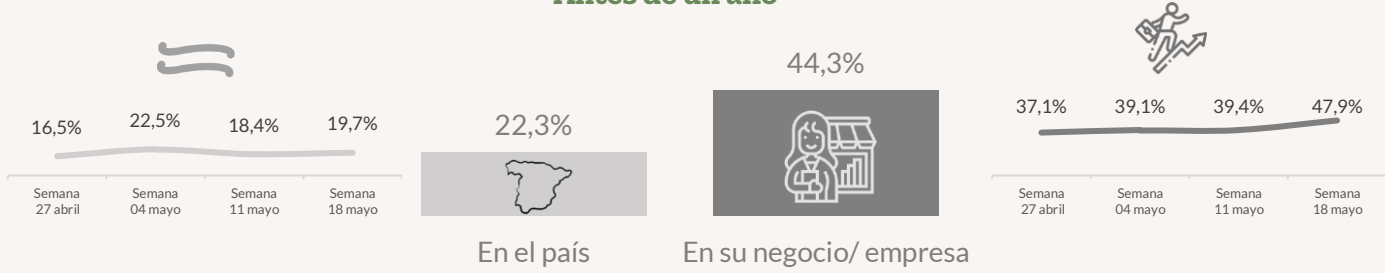 Antes de un año
44,3%
22,3%
16,5% 22,5% 18,4% 19,7%
37,1% 39,1% 39,4% 47,9%
Semana Semana Semana Semana
27 abril 04 mayo 11 mayo 18 mayo
Semana Semana Semana Semana
27 abril 04 mayo 11 mayo 18 mayo
En el país
En su negocio/ empresa